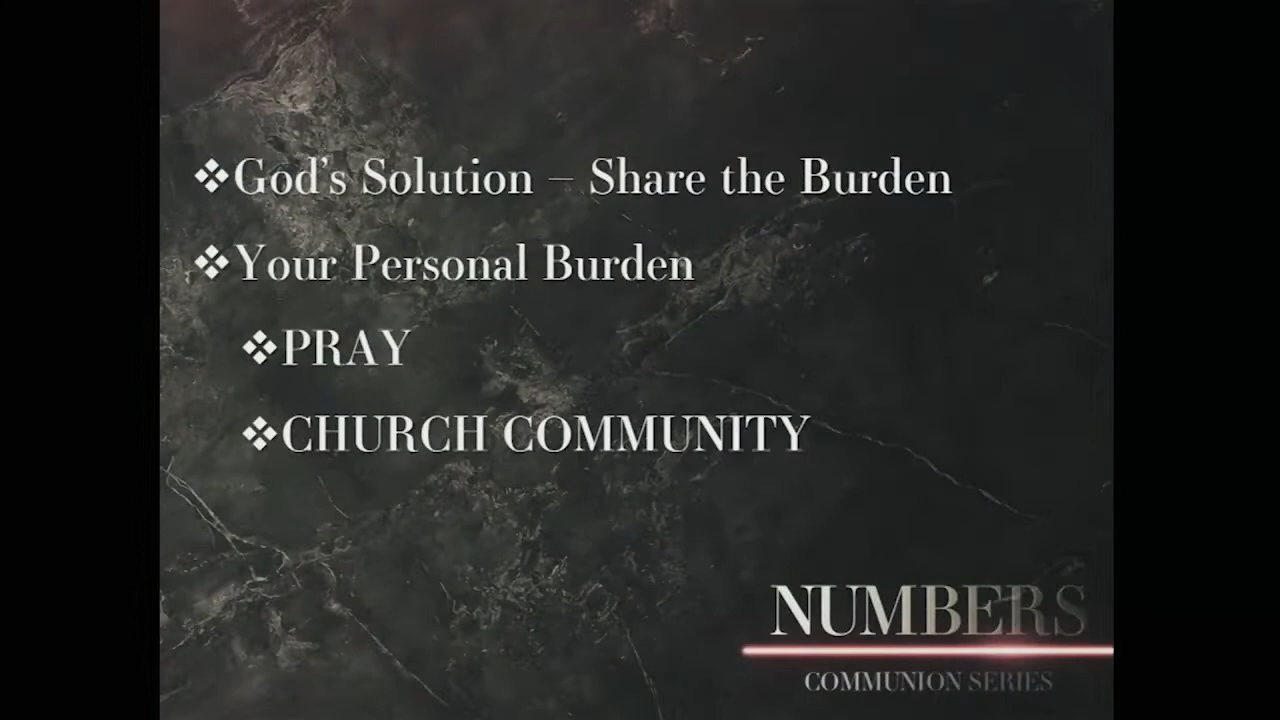 ❖God’s Solution – Share the Burden
❖Your Personal Burden
❖PRAY
❖CHURCH COMMUNITY
NUMBERS
COMMUNION SERIES